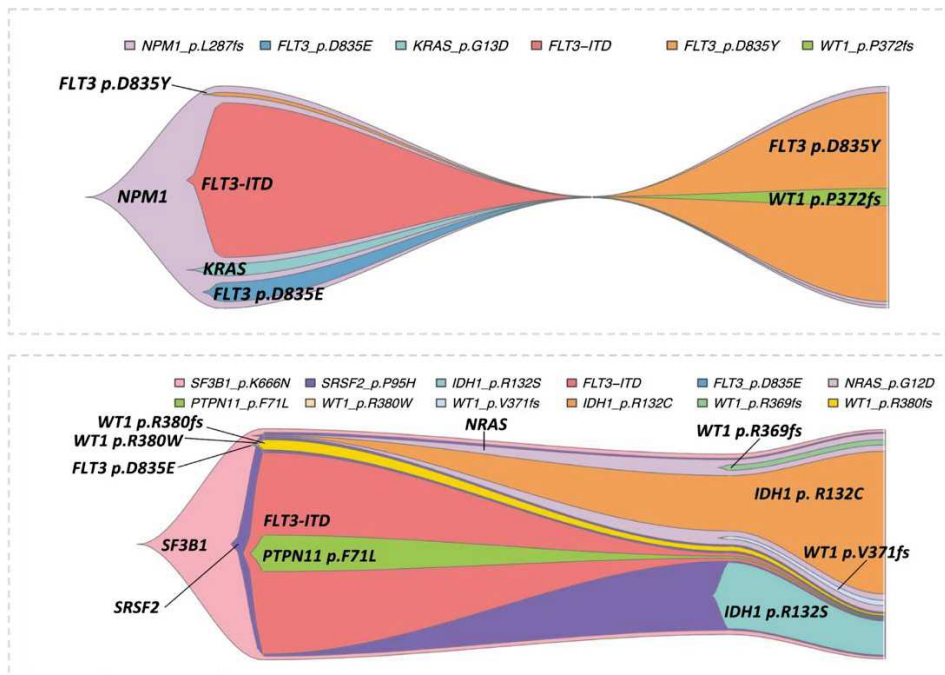 NPM1_p.L287fs FLT3_p.D835E KRAS_p.G13D FLT3–ITD FLT3_p.D835Y WT1_p.P372fs
FLT3 p.D835Y
FLT3 p.D835Y
FLT3-ITD
NPM1
WT1 p.P372fs
KRAS
FLT3 p.D835E
SF3B1_p.K666N SRSF2_p.P95H IDH1_p.R132S FLT3–ITD FLT3_p.D835E NRAS_p.G12D
PTPN11_p.F71L WT1_p.R380W WT1_p.V371fs IDH1_p.R132C WT1_p.R369fs WT1_p.R380fs
WT1 p.R380fs
NRAS
WT1 p.R369fs
WT1 p.R380W
FLT3 p.D835E
IDH1 p. R132C
FLT3-ITD
SF3B1
PTPN11 p.F71L
WT1 p.V371fs
SRSF2
IDH1 p.R132S